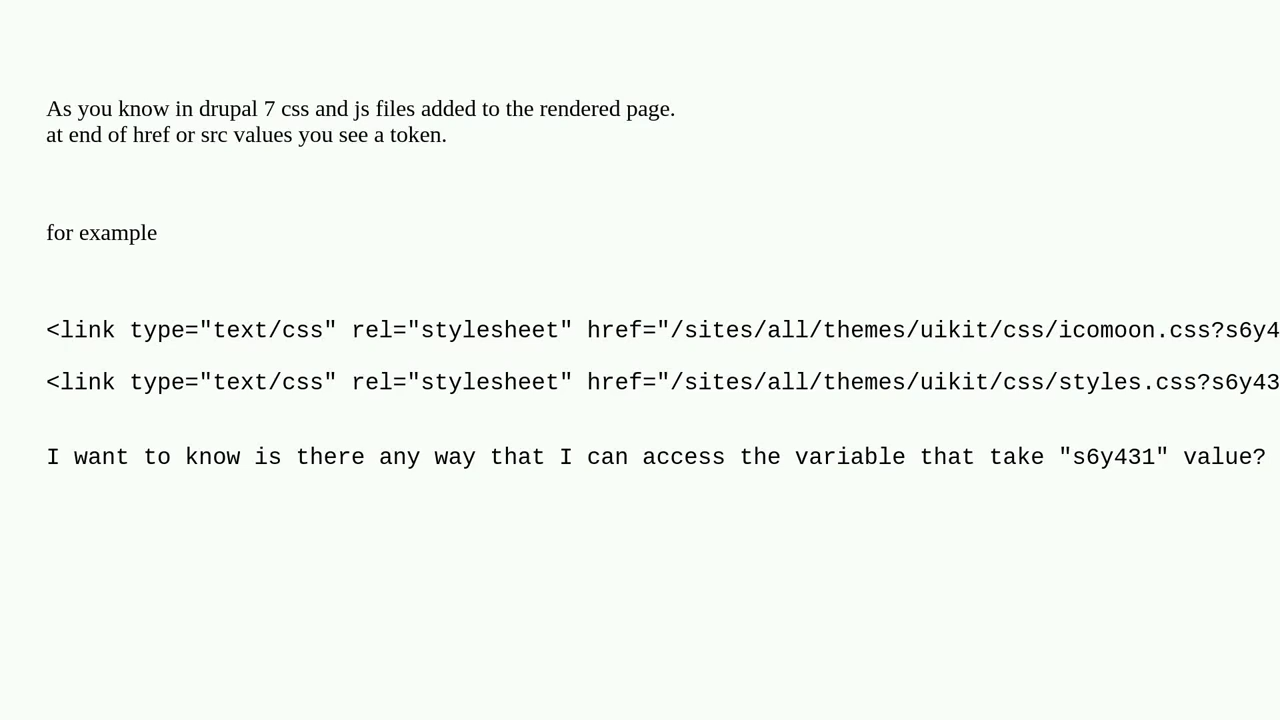 As you know in drupal 7 css and js files added to the rendered page.
at end of href or src values you see a token.
for example
<link type="text/css" rel="stylesheet" href="/sites/all/themes/uikit/css/icomoon.css?s6y4
<link type="text/css" rel="stylesheet" href="/sites/all/themes/uikit/css/styles.css?s6y43
I want to know is there any way that I can access the variable that take "s6y431" value?